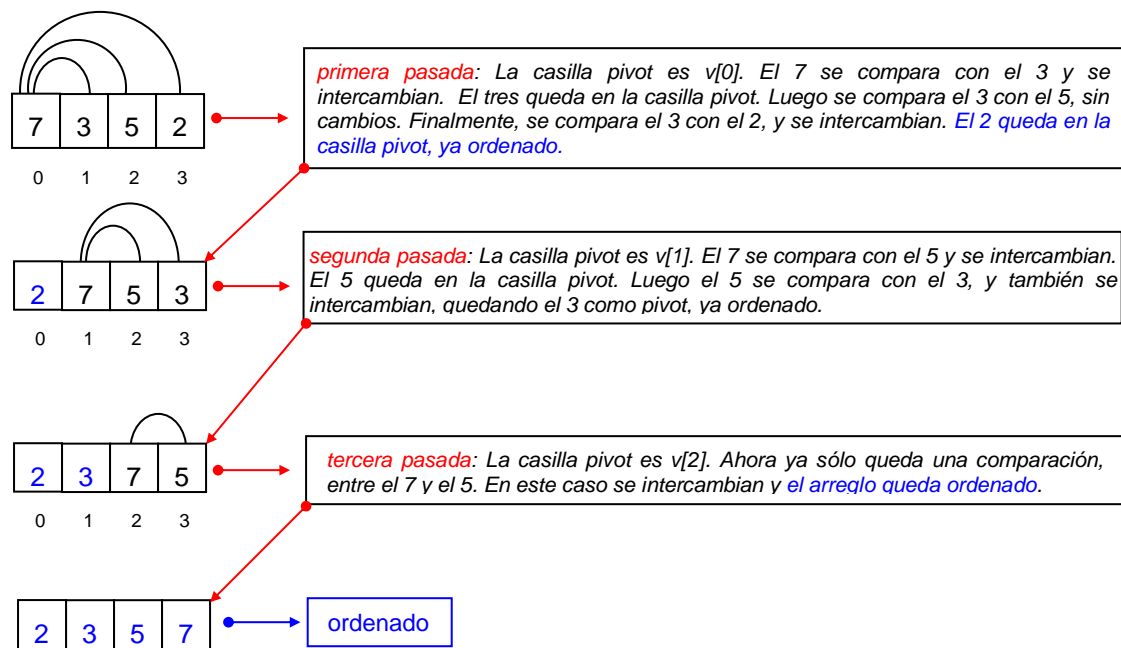 primera pasada: La casilla pivot es v[0]. El 7 se compara con el 3 y se
intercambian. El tres queda en la casilla pivot. Luego se compara el 3 con el 5, sin
cambios. Finalmente, se compara el 3 con el 2, y se intercambian. El 2 queda en la
casilla pivot, ya ordenado.
7 3 5 2
0 1 2 3
segunda pasada: La casilla pivot es v[1]. El 7 se compara con el 5 y se intercambian.
El 5 queda en la casilla pivot. Luego el 5 se compara con el 3, y también se
intercambian, quedando el 3 como pivot, ya ordenado.
2 7 5 3
0 1 2 3
tercera pasada: La casilla pivot es v[2]. Ahora ya sólo queda una comparación,
entre el 7 y el 5. En este caso se intercambian y el arreglo queda ordenado.
2 3 7 5
0 1 2 3
2 3 5 7
ordenado